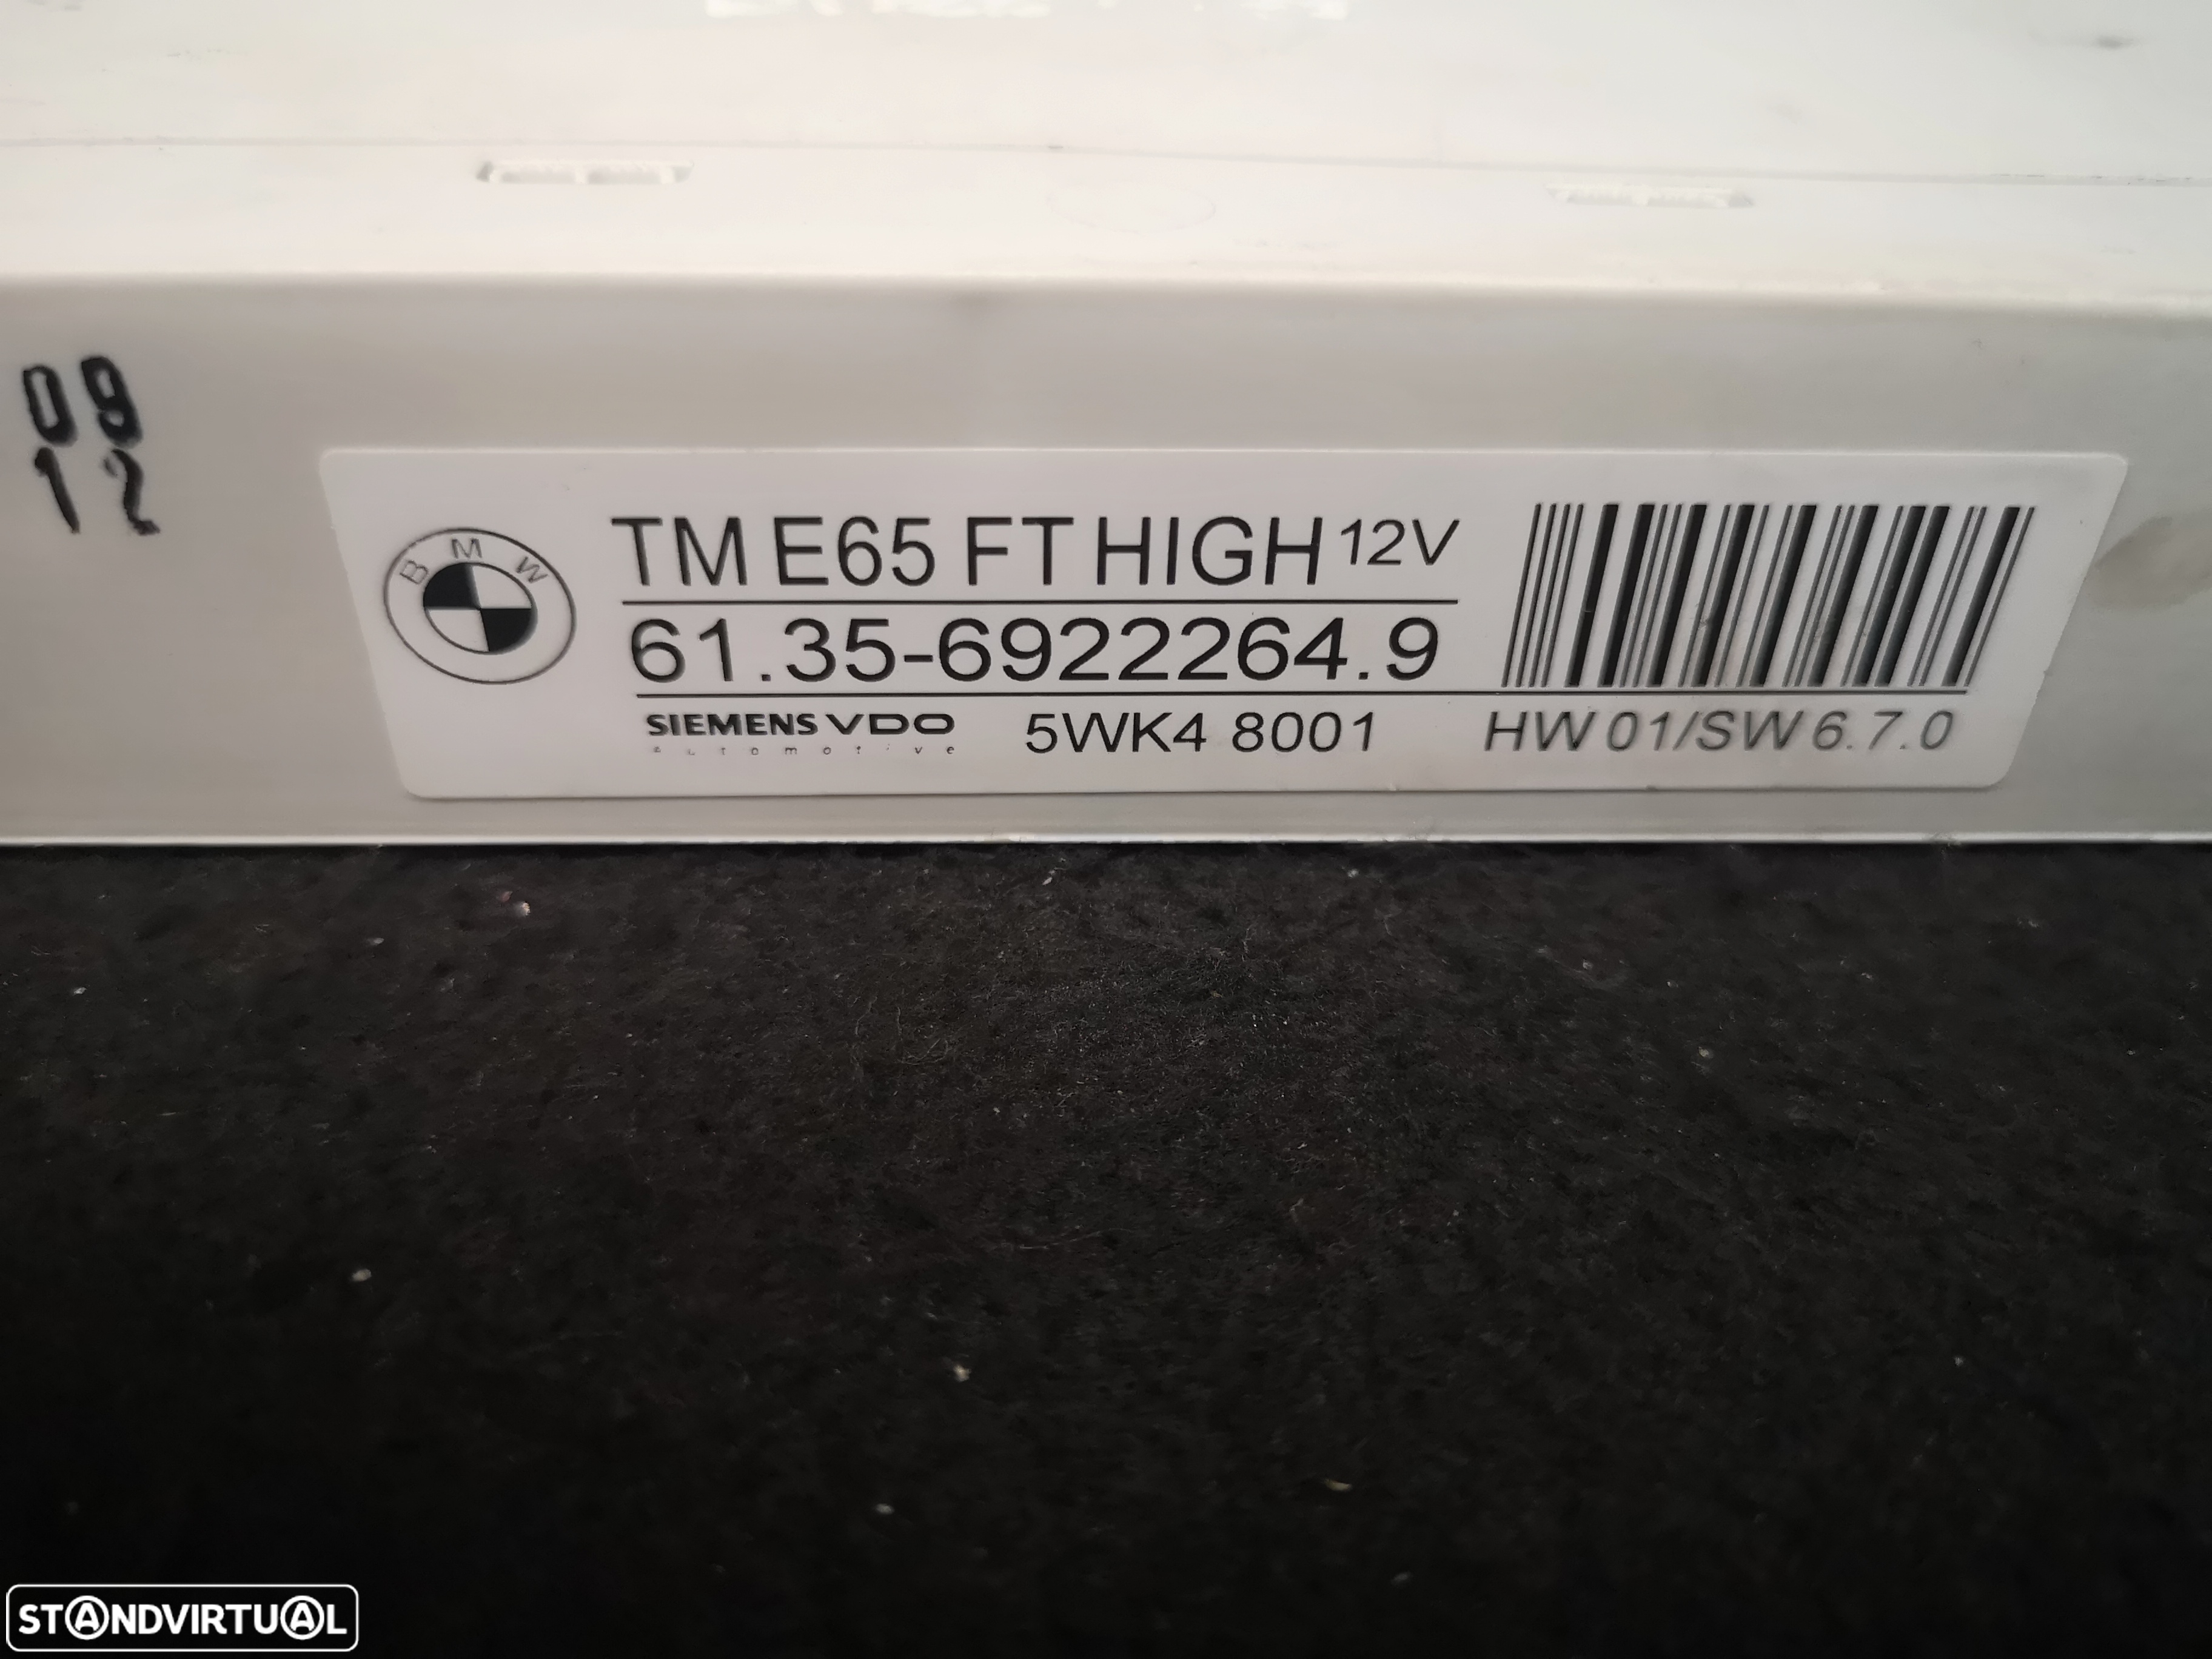 09
12
BMW
TM E65 FT HIGH 12V
61.35-6922264.9
SIEMENS VDO 5WK4 8001 HW 01/SW 6.7.0
automotive
STANDVIRTUAL